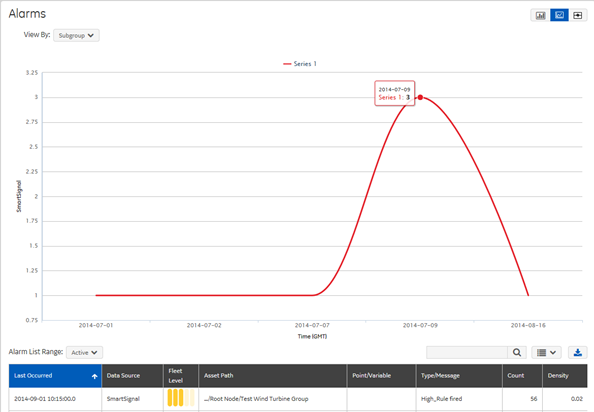 Alarms
View By: Subgroup
Series 1
3.25
3
2.5
2.25
2
1.5
1.25
1
0.75
SmartSignal
2014-07-09
Series 1: 3
2014-07-01 2014-07-02 2014-07-07 2014-07-09 2014-08-16
Time (GMT)
Alarm List Range: Active
Last Occurred Data Source Fleet Level Asset Path Point/Variable Type/Message Count Density
2014-09-01 10:15:00.0 SmartSignal .../Root Node/Test Wind Turbine Group High_Rule fired 56 0.02